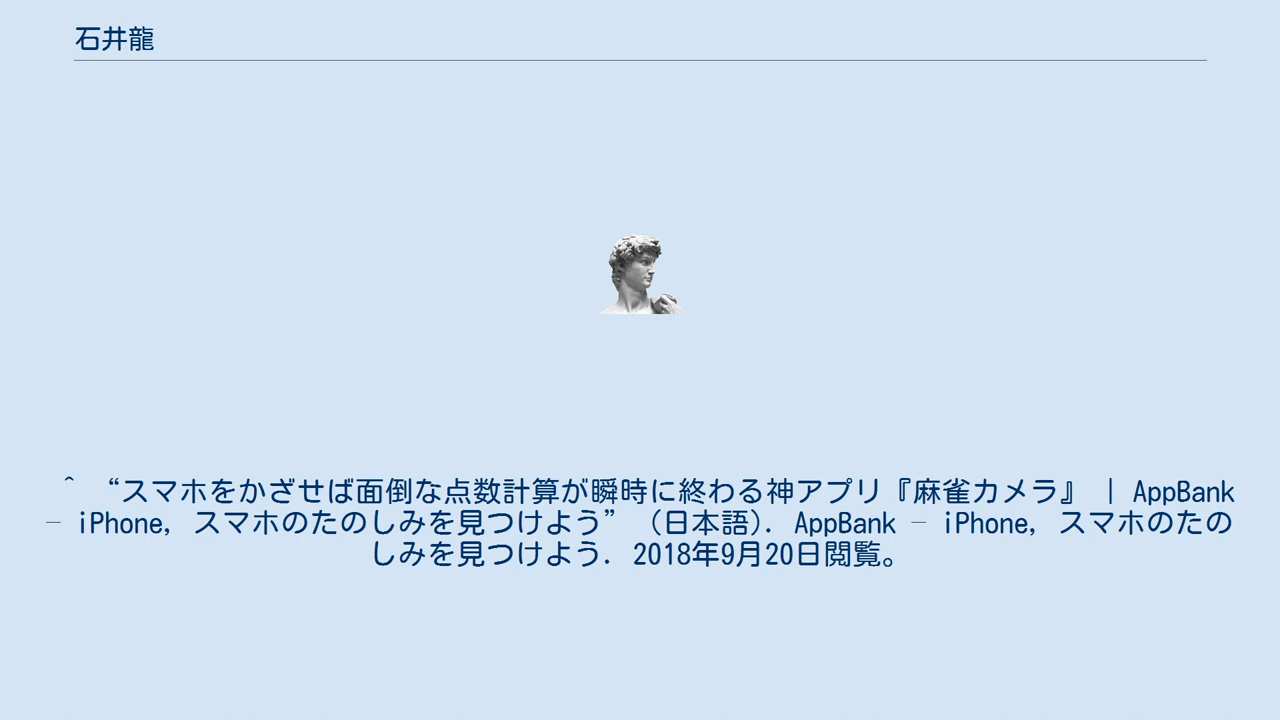 石井龍
^ “スマホをかざせば面倒な点数計算が瞬時に終わる神アプリ『麻雀カメラ』 | AppBank
– iPhone, スマホのたのしみを見つけよう” (日本語). AppBank – iPhone, スマホのたの
しみを見つけよう. 2018年9月20日閲覧。